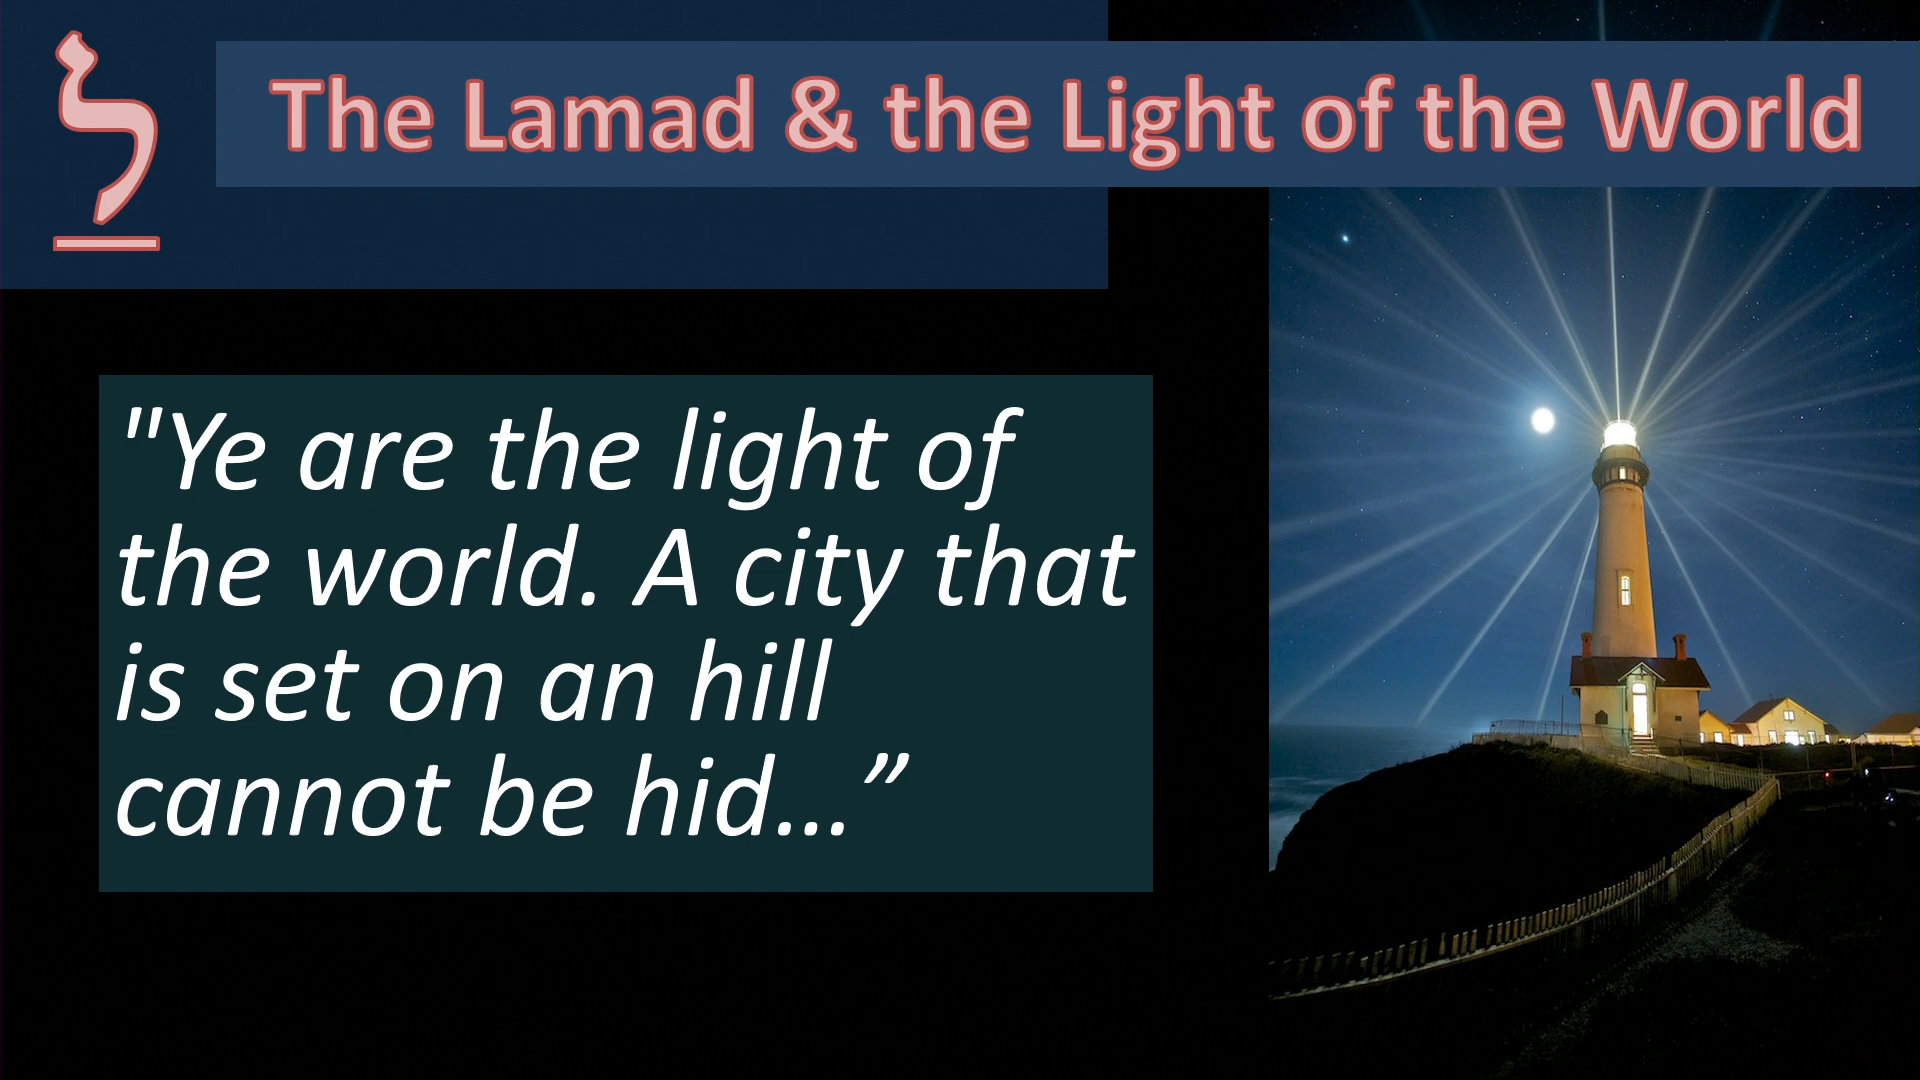 ל
The Lamad & the Light of the World
"Ye are the light of
the world. A city that
is set on an hill
cannot be hid…”